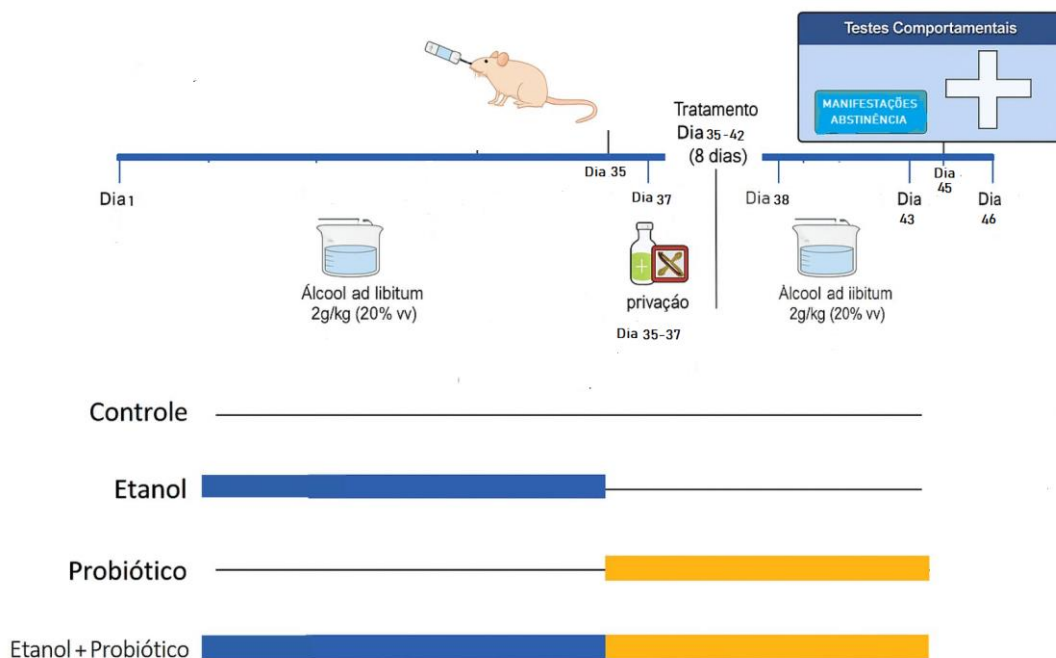 Testes Comportamentais
MANIFESTAÇÕES
ABSTINÊNCIA
Tratamento
Dia 35-42
(8 dias)
Dia 1
Dia 35
Dia 37
Dia 38
Dia
43
Dia
45
Dia
46
Álcool ad libitum
2g/kg (20% vv)
privaçáo
Dia 35-37
Àlcool ad iibitum
2g/kg (20% vv)
Controle
Etanol
Probiótico
Etanol + Probiótico